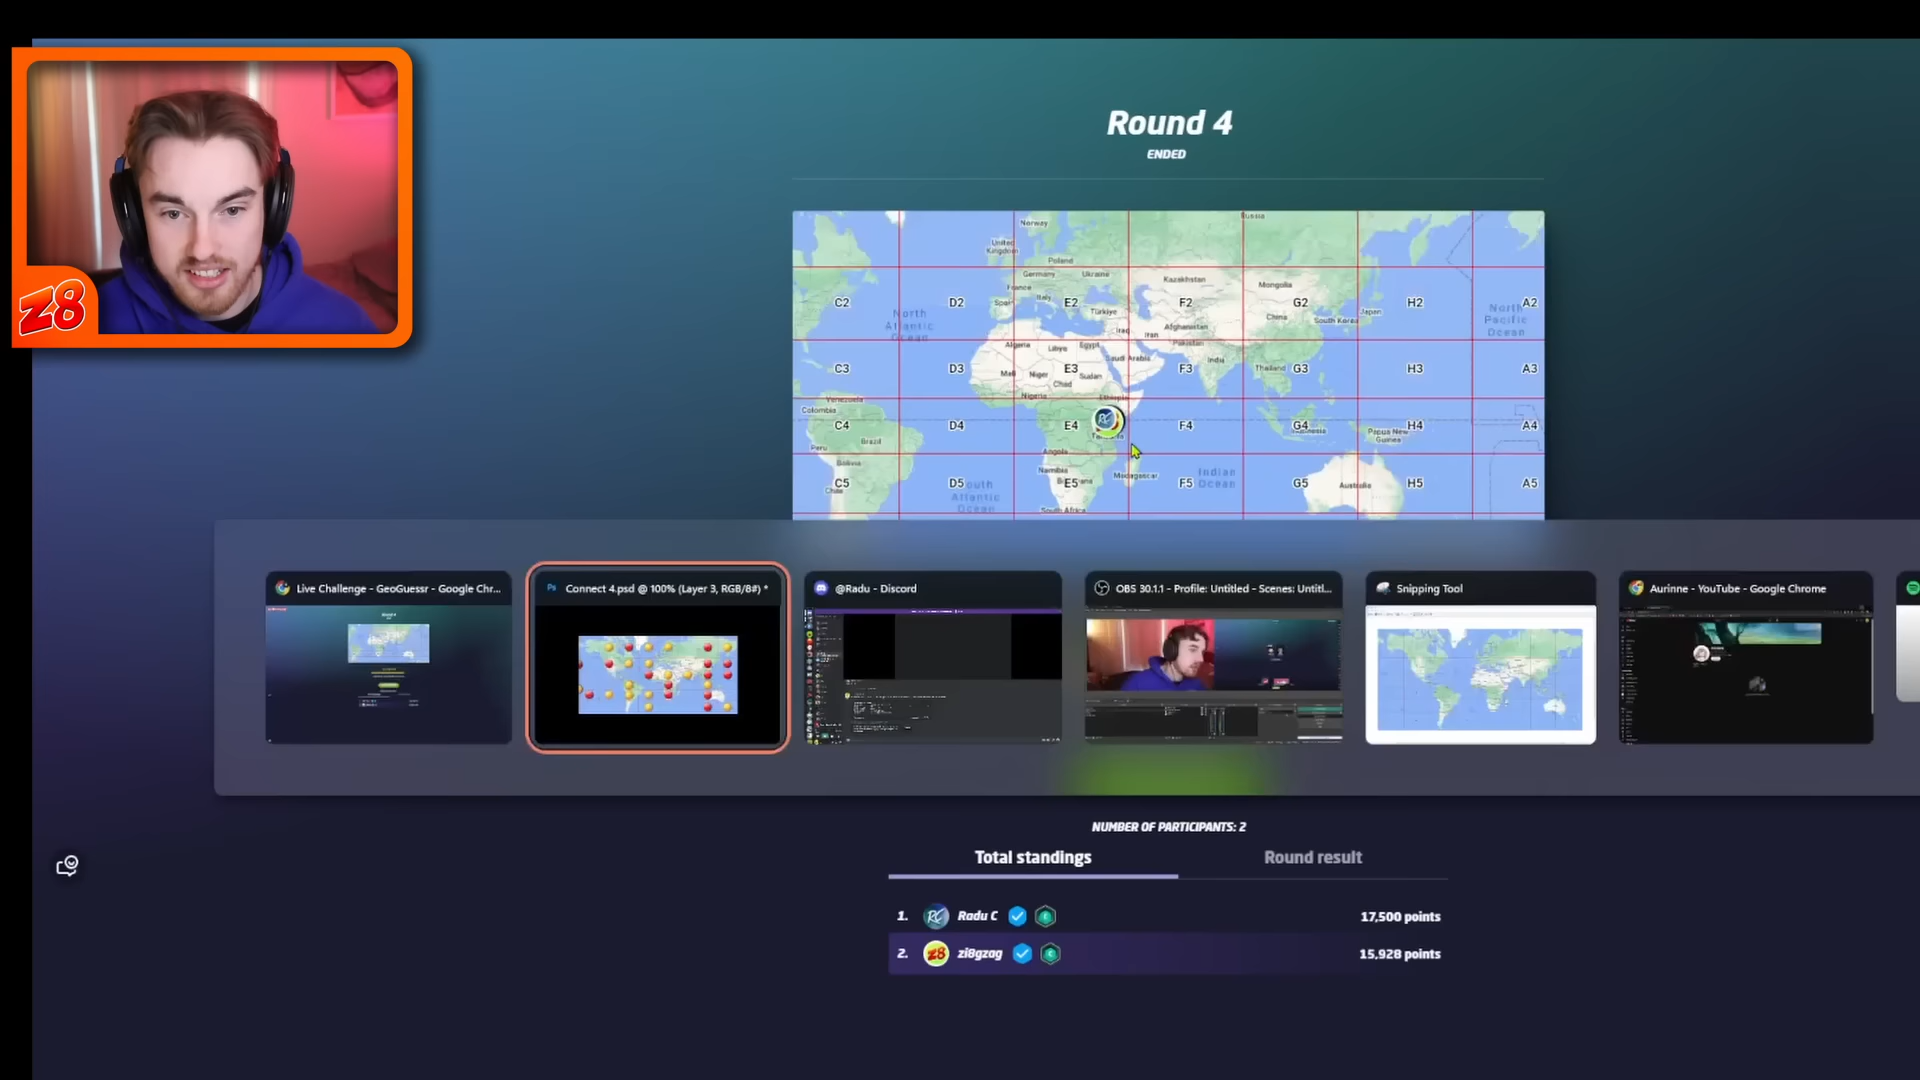 Round 4
ENDED
Russia
Norway
United
Kingdom
Poland
Germany
Ukraine
Kazakhstan
France
Mongolia
C2
D2
Spain
Italy
E2
F2
G2
H2
A2
Türkiye
North
Atlantic
Ocean
China
South Korea
Japan
North
Pacific
Ocean
Iraq
Iran
Afghanistan
Pakistan
Algeria
Libya
Egypt
Saudi Arabia
India
C3
D3
Mali
Niger
E3
Sudan
Chad
F3
Thailand
G3
H3
A3
Nigeria
Ethiopia
Venezuela
Colombia
C4
D4
E4
F4
G4
Indonesia
Papua New
Guinea
H4
A4
Brazil
Peru
Angola
Bolivia
Namibia
Madagascar
Indian
Ocean
C5
D5
South
Atlantic
Ocean
E5
F5
G5
Australia
H5
A5
South Africa
z8
Live Challenge - GeoGuessr - Google Chr...
Ps Connect 4.psd @ 100% (Layer 3, RGB/8#) *
@Radu - Discord
OBS 30.1.1 - Profile: Untitled - Scenes: Untitl...
Snipping Tool
Aurinne - YouTube - Google Chrome
NUMBER OF PARTICIPANTS: 2
Total standings
Round result
1. RC Radu C 17,500 points
2. z8 zi8gzag 15,928 points